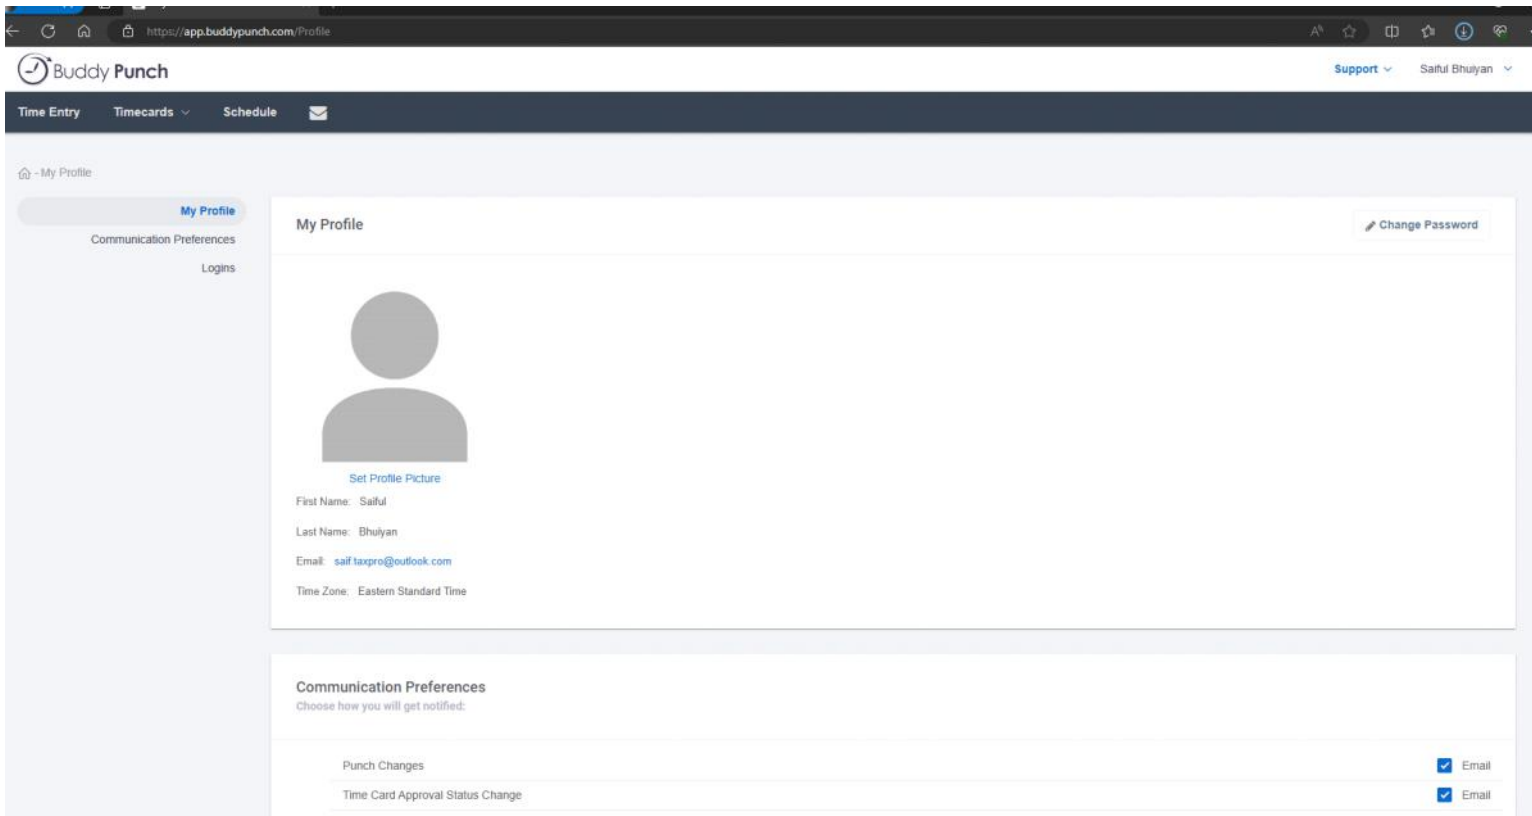 https://app.buddypunch.com/Profile
Buddy Punch
Support
Saiful Bhuiyan
Time Entry
Timecards
Schedule
- My Profile
My Profile
Communication Preferences
Logins
My Profile
Change Password
Set Profile Picture
First Name: Saiful
Last Name: Bhuiyan
Email: saif.taxpro@outlook.com
Time Zone: Eastern Standard Time
Communication Preferences
Choose how you will get notified:
Punch Changes
Email
Time Card Approval Status Change
Email